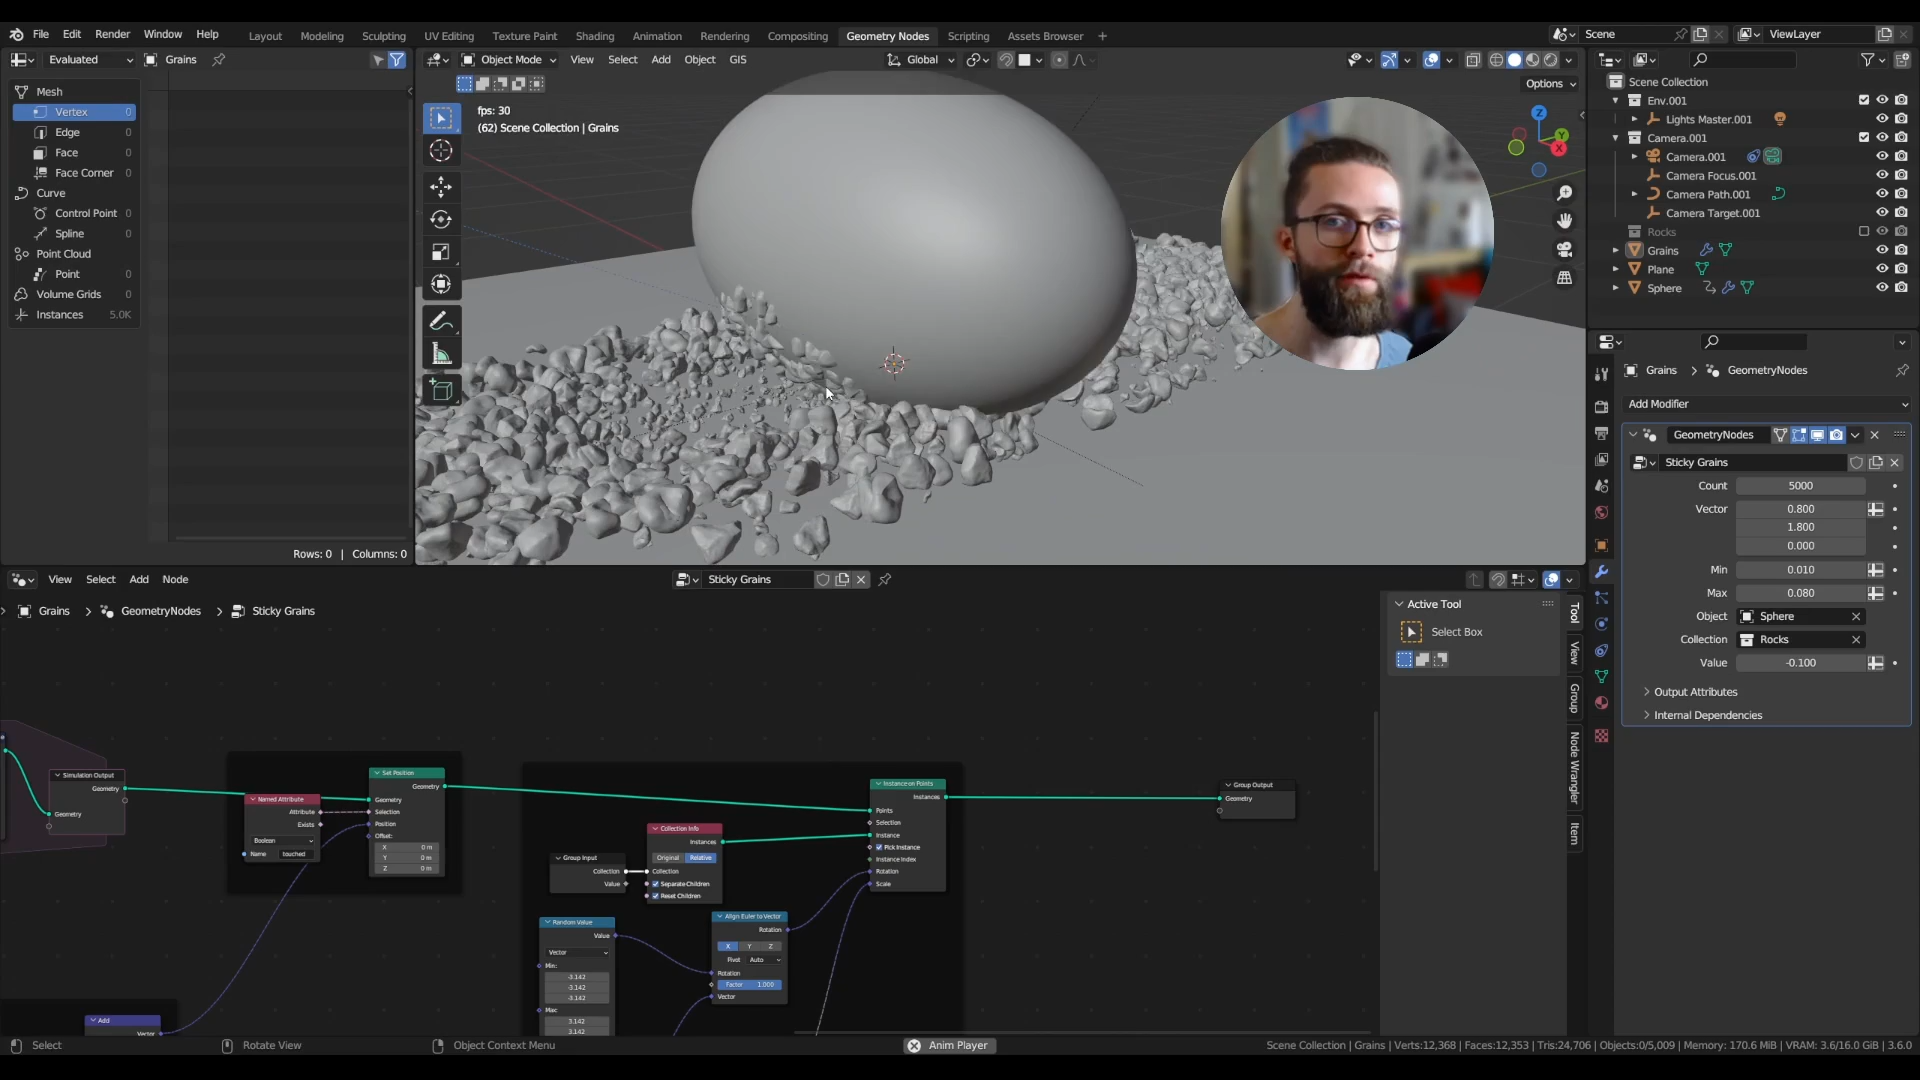 File Edit Render Window Help Layout Modeling Sculpting UV Editing Texture Paint Shading Animation Rendering Compositing Geometry Nodes Scripting Assets Browser + Scene ViewLayer
Evaluated Grains
Object Mode View Select Add Object GIS Global
Options
Mesh
Vertex 0
Edge 0
Face 0
Face Corner 0
Curve
Control Point 0
Spline 0
Point Cloud
Point 0
Volume Grids 0
Instances 5.0K
Rows: 0 | Columns: 0
fps: 30
(62) Scene Collection | Grains
Z
Y
X
Scene Collection
Env.001
Lights Master.001
Camera.001
Camera.001
Camera Focus.001
Camera Path.001
Camera Target.001
Rocks
Grains
Plane
Sphere
Grains > GeometryNodes
Add Modifier
GeometryNodes
Sticky Grains
Count 5000
Vector 0.800
1.800
0.000
Min 0.010
Max 0.080
Object Sphere
Collection Rocks
Value -0.100
Output Attributes
Internal Dependencies
View Select Add Node Sticky Grains
Grains > GeometryNodes > Sticky Grains
Active Tool
Select Box
Tool
View
Group
Node Wrangler
Item
Simulation Output
Geometry
Geometry
Named Attribute
Attribute
Exists
Boolean
Name touched
Set Position
Geometry
Geometry
Selection
Position
Offset:
X 0 m
Y 0 m
Z 0 m
Group Input
Collection
Value
Collection Info
Instances
Original Relative
Collection
Separate Children
Reset Children
Instance on Points
Instances
Points
Selection
Instance
Pick Instance
Instance Index
Rotation
Scale
Group Output
Geometry
Random Value
Value
Vector
Min:
-3.142
-3.142
-3.142
Max:
3.142
3.142
Align Euler to Vector
Rotation
X Y Z
Pivot Auto
Rotation
Factor 1.000
Vector
Add
Vector
Select Rotate View Object Context Menu Anim Player Scene Collection | Grains | Verts:12,368 | Faces:12,353 | Tris:24,706 | Objects:0/5,009 | Memory: 170.6 MiB | VRAM: 3.6/16.0 GiB | 3.6.0